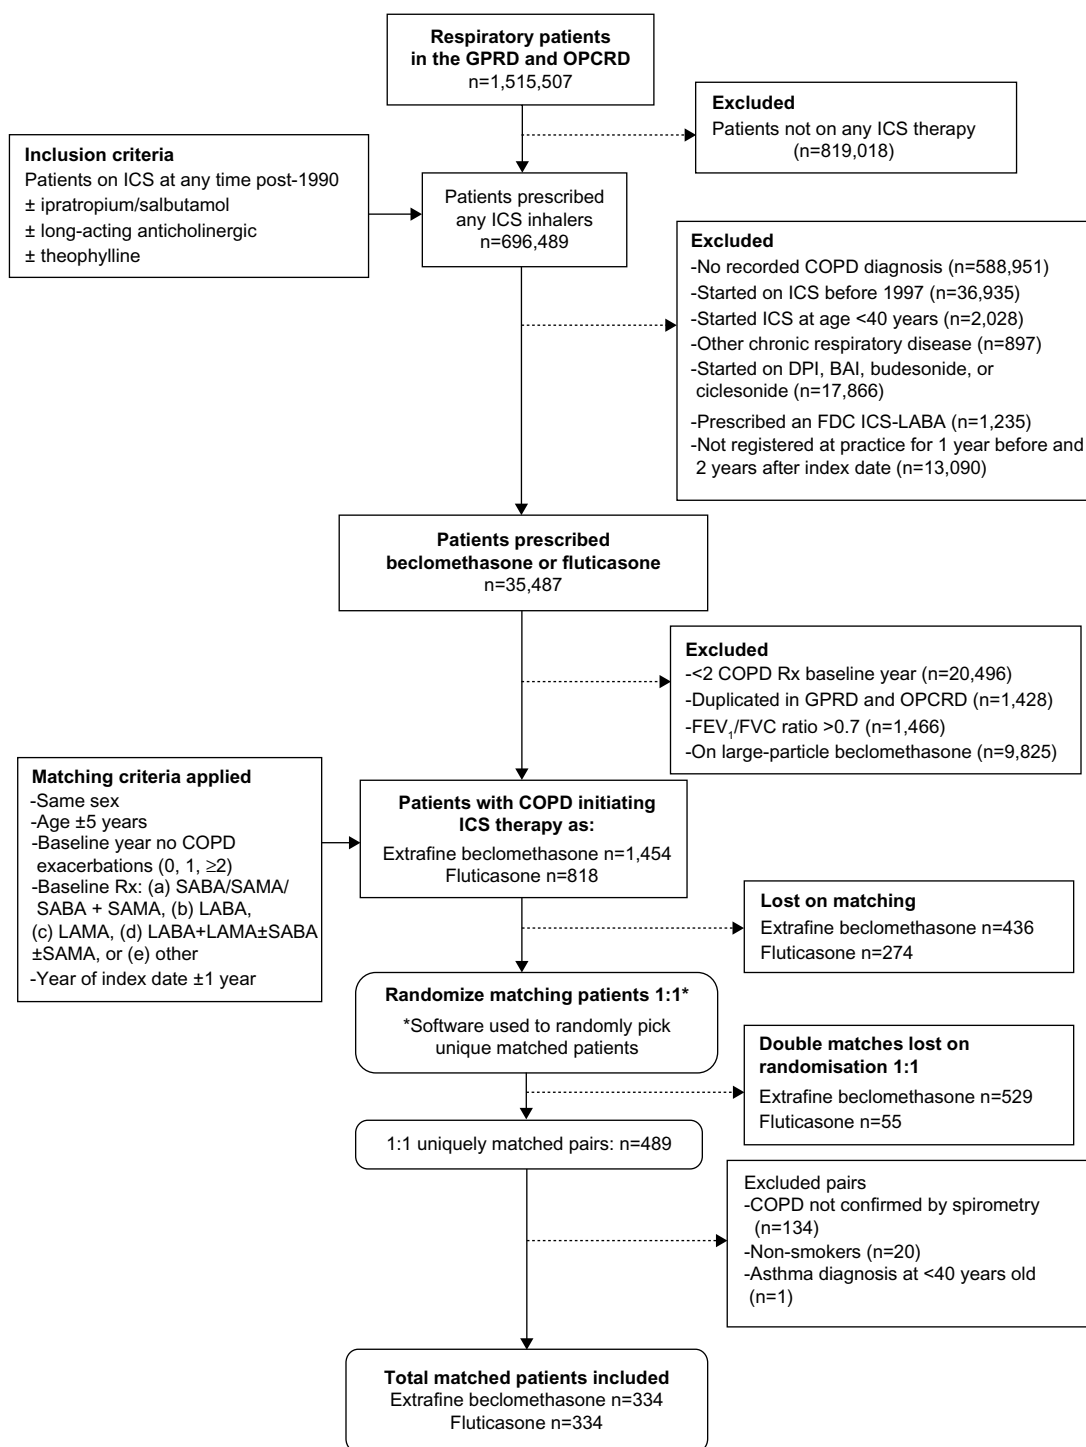 Respiratory patients
in the GPRD and OPCRD
n=1,515,507
Excluded
Patients not on any ICS therapy
(n=819,018)
Inclusion criteria
Patients on ICS at any time post-1990
± ipratropium/salbutamol
± long-acting anticholinergic
± theophylline
Patients prescribed
any ICS inhalers
n=696,489
Excluded
-No recorded COPD diagnosis (n=588,951)
-Started on ICS before 1997 (n=36,935)
-Started ICS at age <40 years (n=2,028)
-Other chronic respiratory disease (n=897)
-Started on DPI, BAI, budesonide, or
ciclesonide (n=17,866)
-Prescribed an FDC ICS-LABA (n=1,235)
-Not registered at practice for 1 year before and
2 years after index date (n=13,090)
Patients prescribed
beclomethasone or fluticasone
n=35,487
Excluded
-<2 COPD Rx baseline year (n=20,496)
-Duplicated in GPRD and OPCRD (n=1,428)
-FEV₁/FVC ratio >0.7 (n=1,466)
-On large-particle beclomethasone (n=9,825)
Matching criteria applied
-Same sex
-Age ±5 years
-Baseline year no COPD
exacerbations (0, 1, ≥2)
-Baseline Rx: (a) SABA/SAMA/
SABA + SAMA, (b) LABA,
(c) LAMA, (d) LABA+LAMA±SABA
±SAMA, or (e) other
-Year of index date ±1 year
Patients with COPD initiating
ICS therapy as:
Extrafine beclomethasone n=1,454
Fluticasone n=818
Lost on matching
Extrafine beclomethasone n=436
Fluticasone n=274
Randomize matching patients 1:1*
*Software used to randomly pick
unique matched patients
Double matches lost on
randomisation 1:1
Extrafine beclomethasone n=529
Fluticasone n=55
1:1 uniquely matched pairs: n=489
Excluded pairs
-COPD not confirmed by spirometry
(n=134)
-Non-smokers (n=20)
-Asthma diagnosis at <40 years old
(n=1)
Total matched patients included
Extrafine beclomethasone n=334
Fluticasone n=334